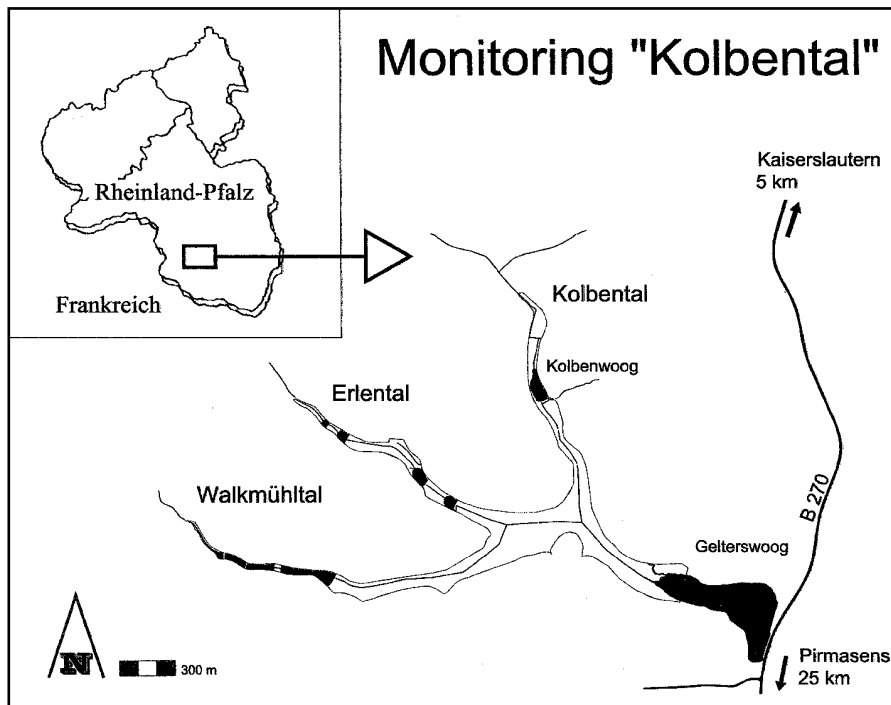 Monitoring "Kolbental"
Rheinland-Pfalz
Frankreich
Kaiserslautern
5 km
Kolbental
Kolbenwoog
Erlental
Walkmühltal
B 270
Gelterswoog
N
300 m
Pirmasens
25 km